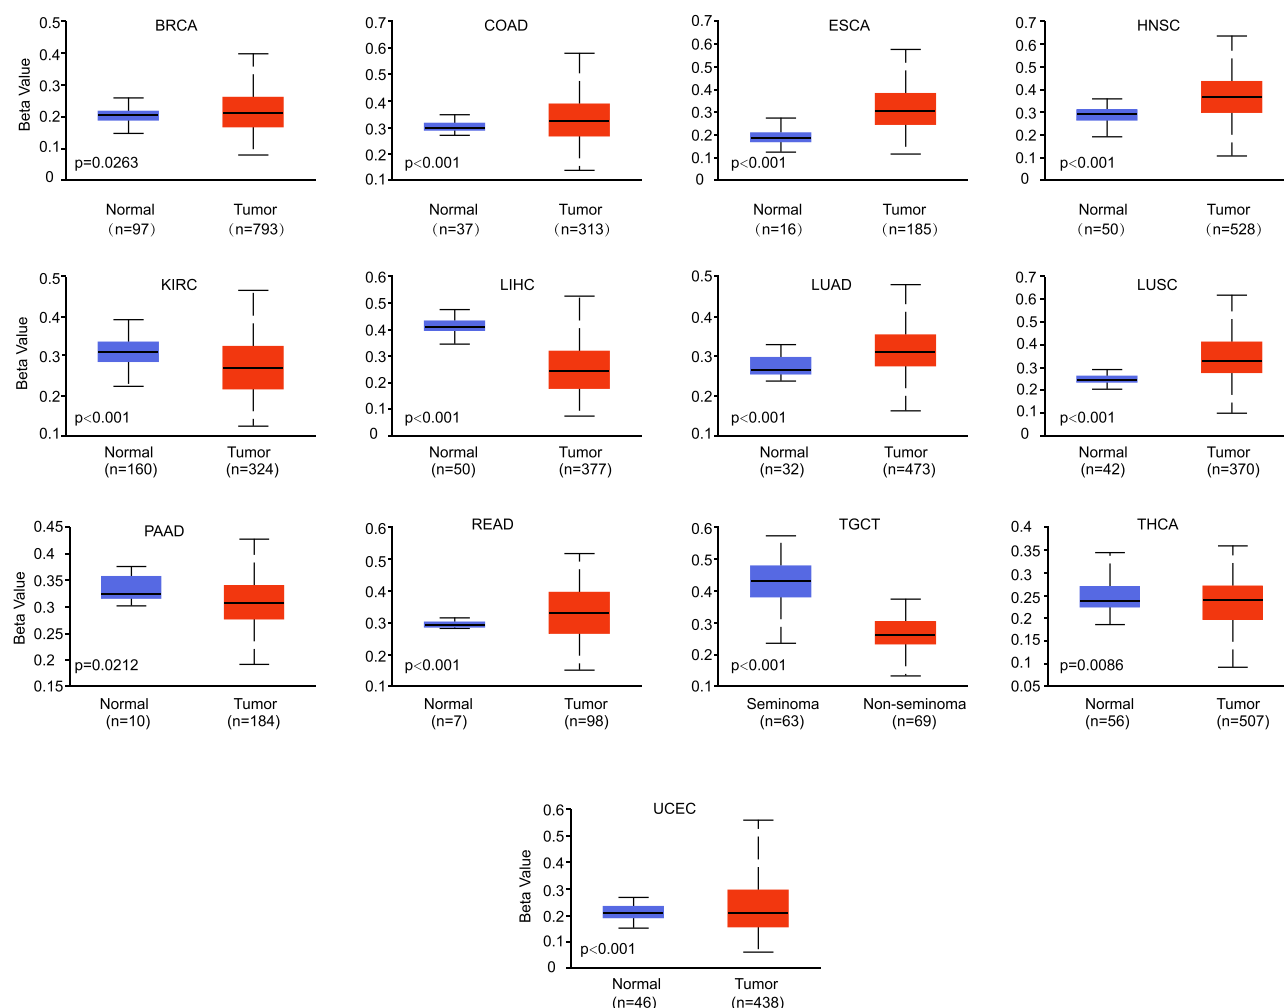 BRCA
Beta Value
0.5
0.4
0.3
0.2
0.1
0
p=0.0263
Normal
Tumor
（n=97）
（n=793）
COAD
0.7
0.6
0.5
0.4
0.3
0.2
0.1
p<0.001
Normal
Tumor
（n=37）
（n=313）
ESCA
0.7
0.6
0.5
0.4
0.3
0.2
0.1
0
p<0.001
Normal
Tumor
（n=16）
（n=185）
HNSC
0.7
0.6
0.5
0.4
0.3
0.2
0.1
0
p<0.001
Normal
Tumor
（n=50）
（n=528）
KIRC
Beta Value
0.5
0.4
0.3
0.2
0.1
p<0.001
Normal
Tumor
(n=160)
(n=324)
LIHC
0.6
0.5
0.4
0.3
0.2
0.1
0
p<0.001
Normal
Tumor
(n=50)
(n=377)
LUAD
0.5
0.4
0.3
0.2
0.1
p<0.001
Normal
Tumor
(n=32)
(n=473)
LUSC
0.7
0.6
0.5
0.4
0.3
0.2
0.1
0
p<0.001
Normal
Tumor
(n=42)
(n=370)
PAAD
Beta Value
0.45
0.4
0.35
0.3
0.25
0.2
0.15
p=0.0212
Normal
Tumor
(n=10)
(n=184)
READ
0.6
0.5
0.4
0.3
0.2
0.1
p<0.001
Normal
Tumor
(n=7)
(n=98)
TGCT
0.6
0.5
0.4
0.3
0.2
0.1
p<0.001
Seminoma
Non-seminoma
(n=63)
(n=69)
THCA
0.4
0.35
0.3
0.25
0.2
0.15
0.1
0.05
p=0.0086
Normal
Tumor
(n=56)
(n=507)
UCEC
Beta Value
0.6
0.5
0.4
0.3
0.2
0.1
0
p<0.001
Normal
Tumor
(n=46)
(n=438)